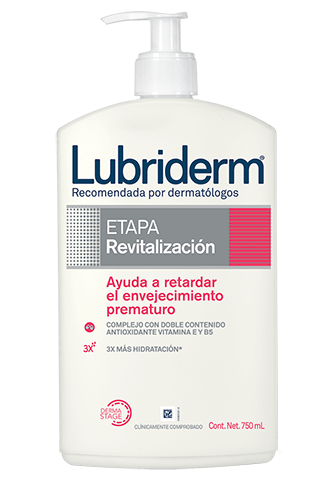 Lubriderm®
Recomendada por dermatólogos
ETAPA
Revitalización
Ayuda a retardar
el envejecimiento
prematuro
COMPLEJO CON DOBLE CONTENIDO
ANTIOXIDANTE VITAMINA E Y B5
3X
3X MÁS HIDRATACIÓN*
DERMA
STAGE
CLÍNICAMENTE COMPROBADO
Cont. Net. 750 mL